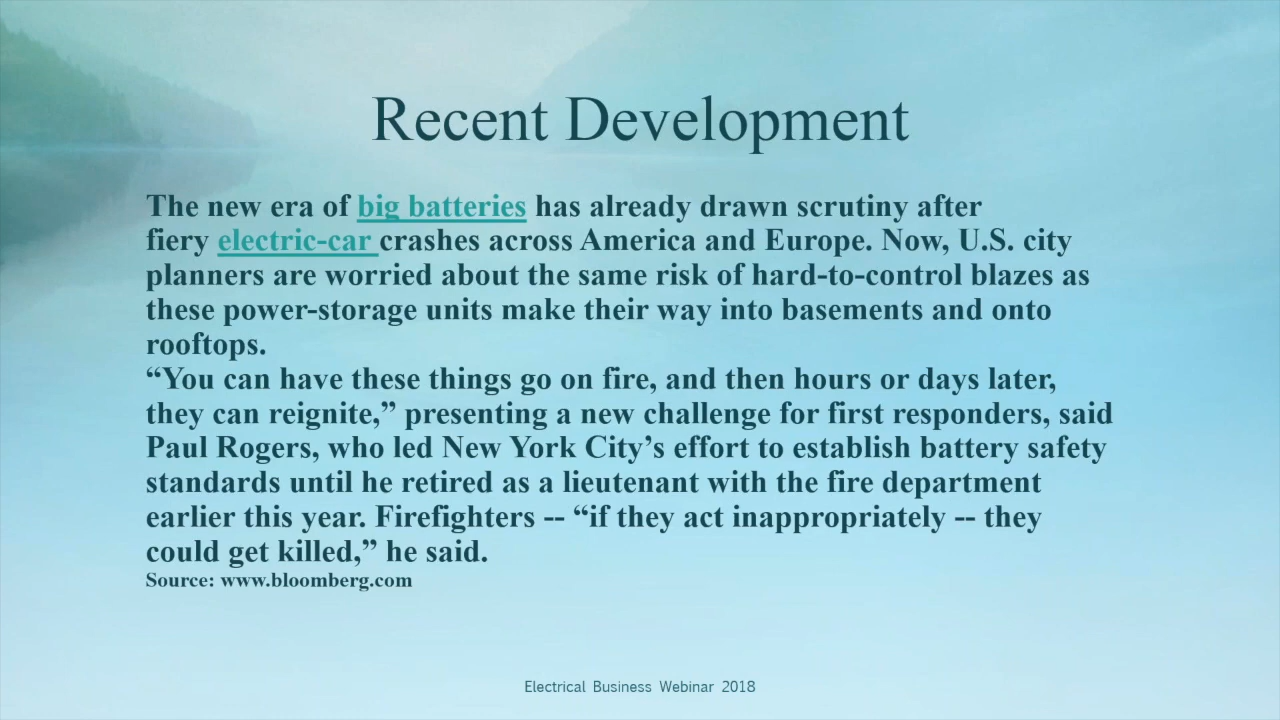 Recent Development
The new era of big batteries has already drawn scrutiny after
fiery electric-car crashes across America and Europe. Now, U.S. city
planners are worried about the same risk of hard-to-control blazes as
these power-storage units make their way into basements and onto
rooftops.
“You can have these things go on fire, and then hours or days later,
they can reignite,” presenting a new challenge for first responders, said
Paul Rogers, who led New York City’s effort to establish battery safety
standards until he retired as a lieutenant with the fire department
earlier this year. Firefighters -- “if they act inappropriately -- they
could get killed,” he said.
Source: www.bloomberg.com
Electrical Business Webinar 2018